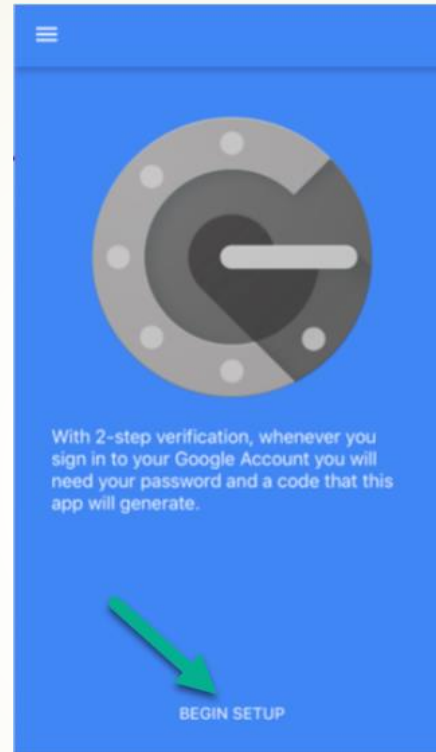 With 2-step verification, whenever you
sign in to your Google Account you will
need your password and a code that this
app will generate.
BEGIN SETUP